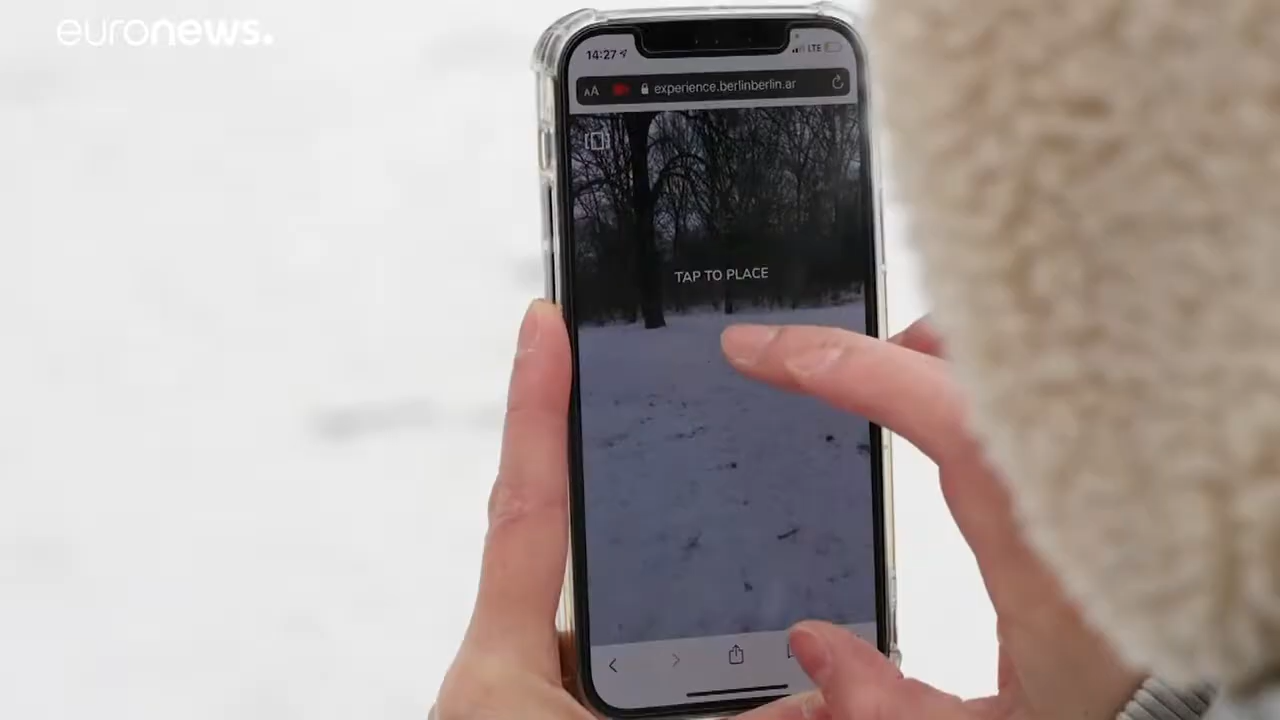 euronews.
14:27
LTE
AA
experience.berlinberlin.ar
TAP TO PLACE